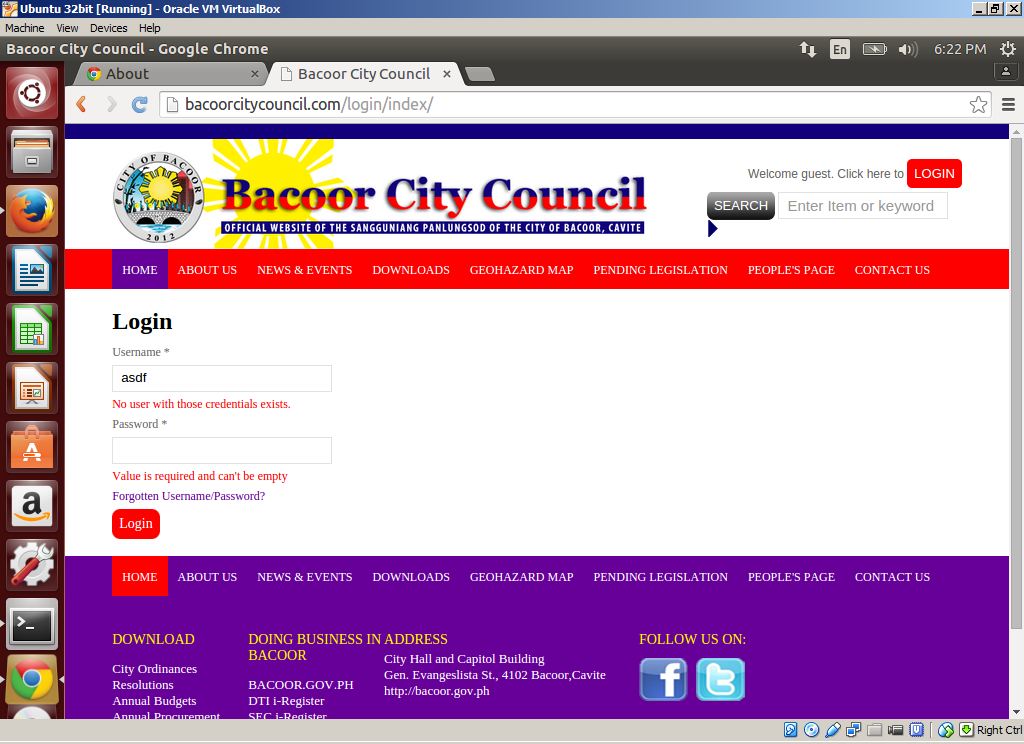 Ubuntu 32bit [Running] - Oracle VM VirtualBox
Machine View Devices Help
Bacoor City Council - Google Chrome
En
6:22 PM
About
Bacoor City Council
bacoorcitycouncil.com/login/index/
CITY OF BACOOR
2012
Bacoor City Council
OFFICIAL WEBSITE OF THE SANGGUNIANG PANLUNGSOD OF THE CITY OF BACOOR, CAVITE
Welcome guest. Click here to LOGIN
SEARCH Enter Item or keyword
HOME ABOUT US NEWS & EVENTS DOWNLOADS GEOHAZARD MAP PENDING LEGISLATION PEOPLE'S PAGE CONTACT US
Login
Username *
asdf
No user with those credentials exists.
Password *
Value is required and can't be empty
Forgotten Username/Password?
Login
HOME ABOUT US NEWS & EVENTS DOWNLOADS GEOHAZARD MAP PENDING LEGISLATION PEOPLE'S PAGE CONTACT US
DOWNLOAD
City Ordinances
Resolutions
Annual Budgets
Annual Procurement
DOING BUSINESS IN
BACOOR
BACOOR.GOV.PH
DTI i-Register
SEC i-Register
ADDRESS
City Hall and Capitol Building
Gen. Evangeslista St., 4102 Bacoor,Cavite
http://bacoor.gov.ph
FOLLOW US ON:
Right Ctrl